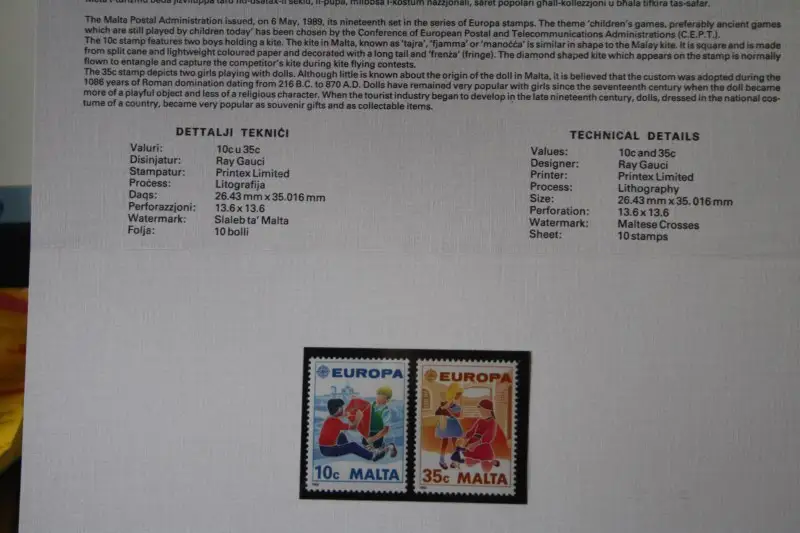 saret popolari għall-kollezzjoni u bħala tifkira tas-safar.
The Malta Postal Administration issued, on 6 May, 1989, its nineteenth set in the series of Europa stamps. The theme 'children's games, preferably ancient games
which are still played by children today' has been chosen by the Conference of European Postal and Telecommunications Administrations (C.E.P.T.).
The 10c stamp features two boys holding a kite. The kite in Malta, known as 'tajra', 'fjamma' or 'manoċċa' is similar in shape to the Malay kite. It is square and is made
from split cane and lightweight coloured paper and decorated with a long tail and 'frenża' (fringe). The diamond shaped kite which appears on the stamp is normally
flown to entangle and capture the competitor's kite during kite flying contests.
The 35c stamp depicts two girls playing with dolls. Although little is known about the origin of the doll in Malta, it is believed that the custom was adopted during the
1086 years of Roman domination dating from 216 B.C. to 870 A.D. Dolls have remained very popular with girls since the seventeenth century when the doll became
more of a playful object and less of a religious character. When the tourist industry began to develop in the late nineteenth century, dolls, dressed in the national cos-
tume of a country, became very popular as souvenir gifts and as collectable items.
DETTALJI TEKNIĊI
Valuri: 10c u 35c
Disinjatur: Ray Gauci
Stampatur: Printex Limited
Proċess: Litografija
Daqs: 26.43 mm x 35.016 mm
Perforazzjoni: 13.6 x 13.6
Watermark: Slaleb ta' Malta
Folja: 10 bolli
TECHNICAL DETAILS
Values: 10c and 35c
Designer: Ray Gauci
Printer: Printex Limited
Process: Lithography
Size: 26.43 mm x 35.016 mm
Perforation: 13.6 x 13.6
Watermark: Maltese Crosses
Sheet: 10 stamps
EUROPA
10c MALTA
EUROPA
35c MALTA